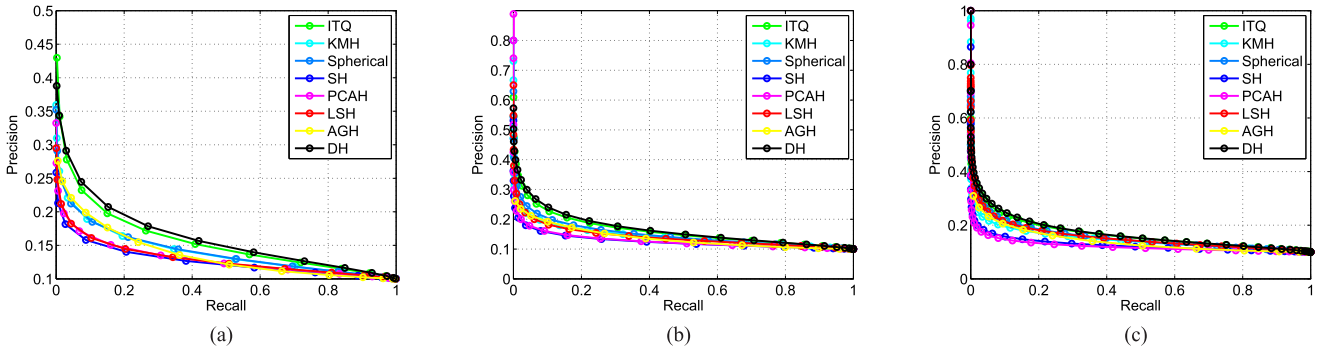 0.5
0.45
0.4
0.35
0.3
0.25
0.2
0.15
0.1
Precision
0 0.2 0.4 0.6 0.8 1
Recall
ITQ
KMH
Spherical
SH
PCAH
LSH
AGH
DH
(a)
0.8
0.7
0.6
0.5
0.4
0.3
0.2
0.1
0
Precision
0 0.2 0.4 0.6 0.8 1
Recall
ITQ
KMH
Spherical
SH
PCAH
LSH
AGH
DH
(b)
1
0.8
0.6
0.4
0.2
0
Precision
0 0.2 0.4 0.6 0.8 1
Recall
ITQ
KMH
Spherical
SH
PCAH
LSH
AGH
DH
(c)